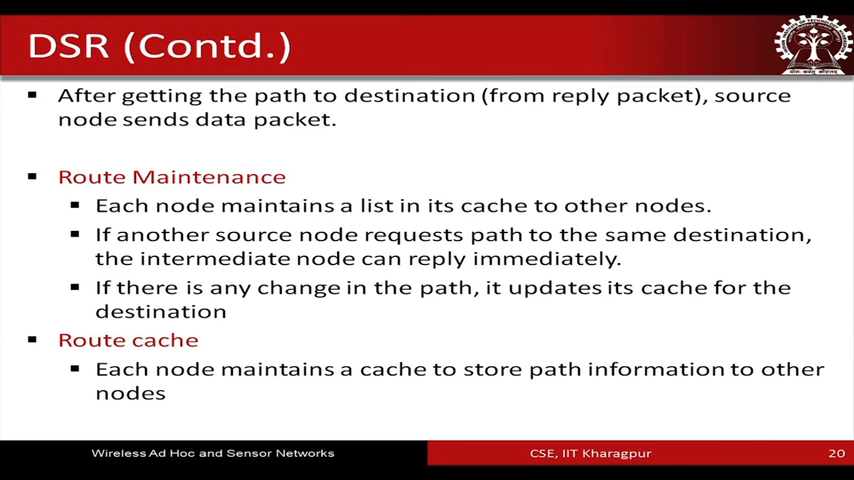 DSR (Contd.)
After getting the path to destination (from reply packet), source
node sends data packet.
Route Maintenance
Each node maintains a list in its cache to other nodes.
If another source node requests path to the same destination,
the intermediate node can reply immediately.
If there is any change in the path, it updates its cache for the
destination
Route cache
Each node maintains a cache to store path information to other
nodes
Wireless Ad Hoc and Sensor Networks
CSE, IIT Kharagpur
20